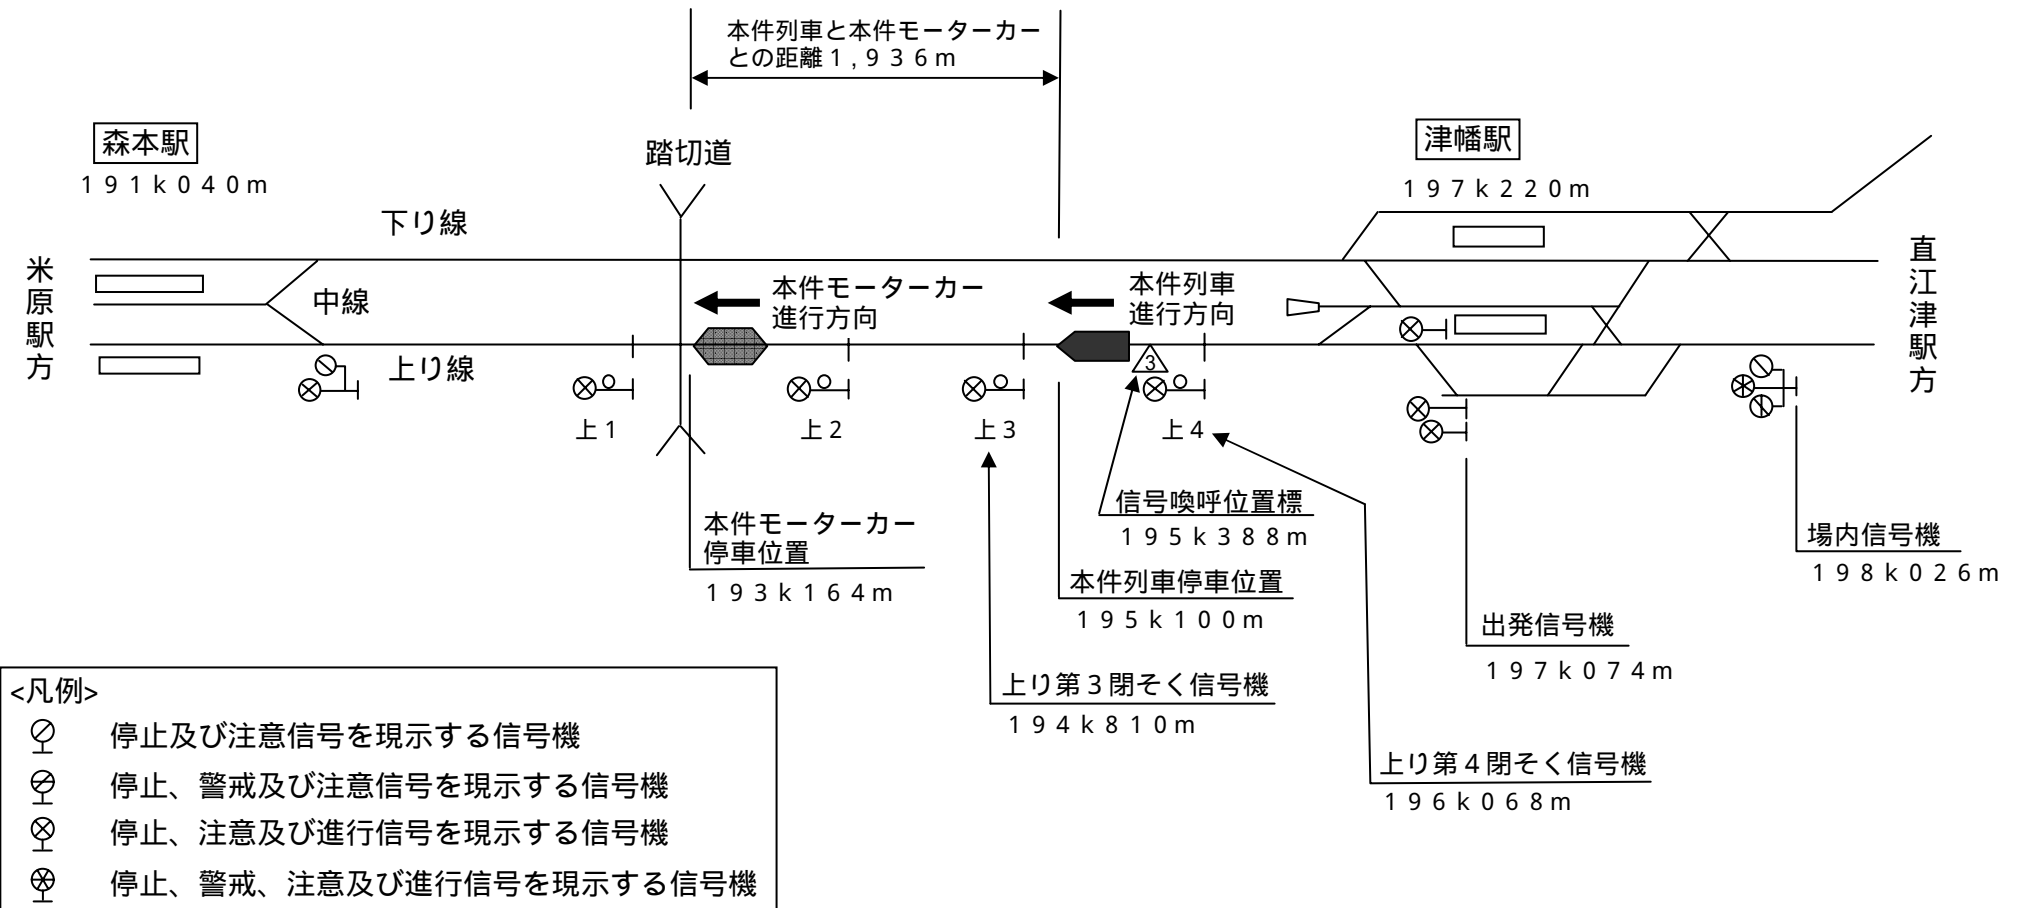 本件列車と本件モーターカー
との距離1,936m
森本駅
191k040m
踏切道
津幡駅
197k220m
下り線
米原駅方
中線
上り線
本件モーターカー
進行方向
本件列車
進行方向
直江津駅方
3
上1
上2
上3
上4
信号喚呼位置標
195k388m
本件モーターカー
停車位置
193k164m
本件列車停車位置
195k100m
場内信号機
198k026m
出発信号機
197k074m
上り第3閉そく信号機
194k810m
上り第4閉そく信号機
196k068m
<凡例>
停止及び注意信号を現示する信号機
停止、警戒及び注意信号を現示する信号機
停止、注意及び進行信号を現示する信号機
停止、警戒、注意及び進行信号を現示する信号機